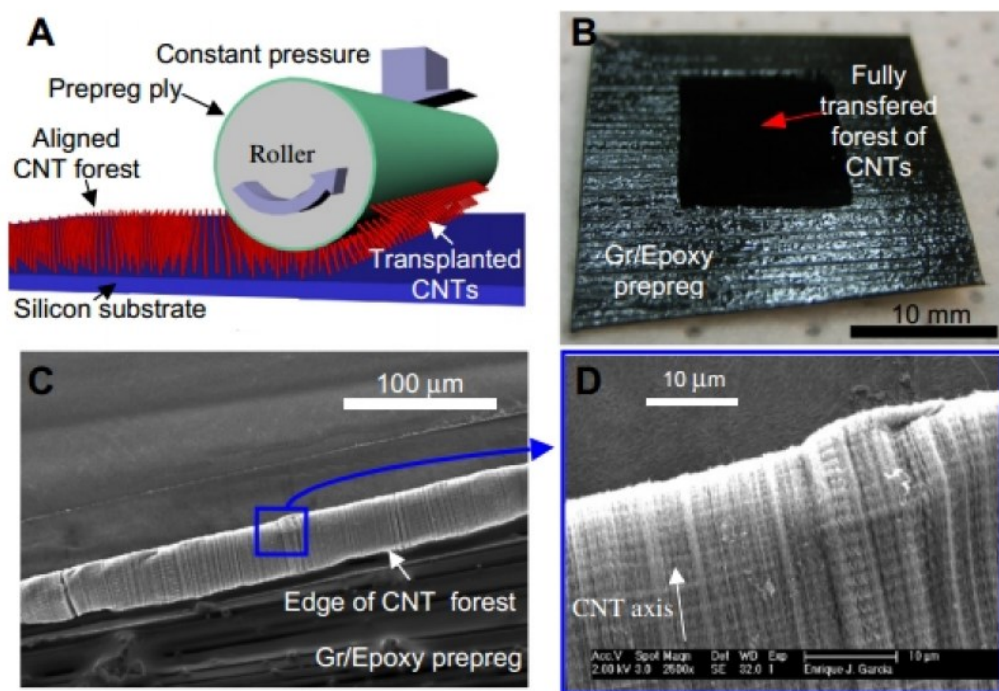 A
Constant pressure
Prepreg ply
Aligned
CNT forest
Roller
Transplanted
CNTs
Silicon substrate
B
Fully
transfered
forest of
CNTs
Gr/Epoxy
prepreg
10 mm
C
100 μm
Edge of CNT forest
Gr/Epoxy prepreg
D
10 μm
CNT axis
Acc.V Spot Magn Det WD Exp
2.00 kV 3.0 2500x SE 32.0 1
10 μm
Enrique J. Garcia